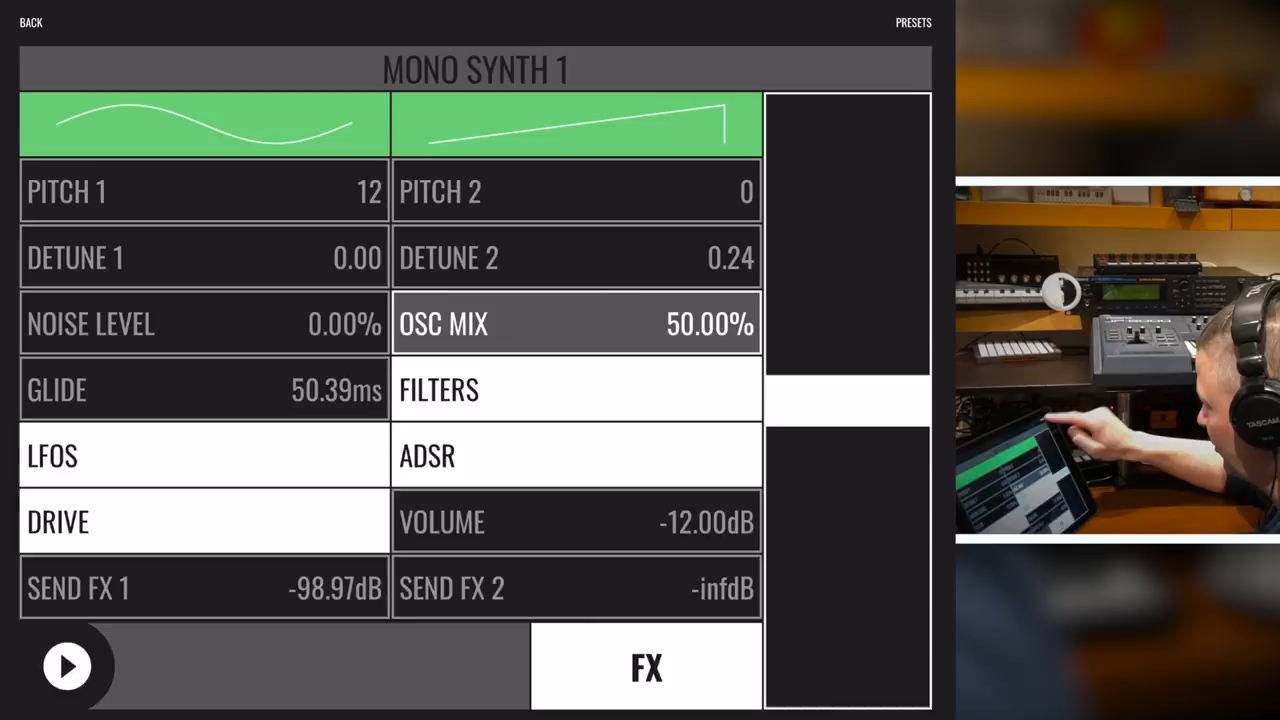 BACK
PRESETS
MONO SYNTH 1
PITCH 1 12
PITCH 2 0
DETUNE 1 0.00
DETUNE 2 0.24
NOISE LEVEL 0.00%
OSC MIX 50.00%
GLIDE 50.39ms
FILTERS
LFOS
ADSR
DRIVE
VOLUME -12.00dB
SEND FX 1 -98.97dB
SEND FX 2 -infdB
FX
TASCAM